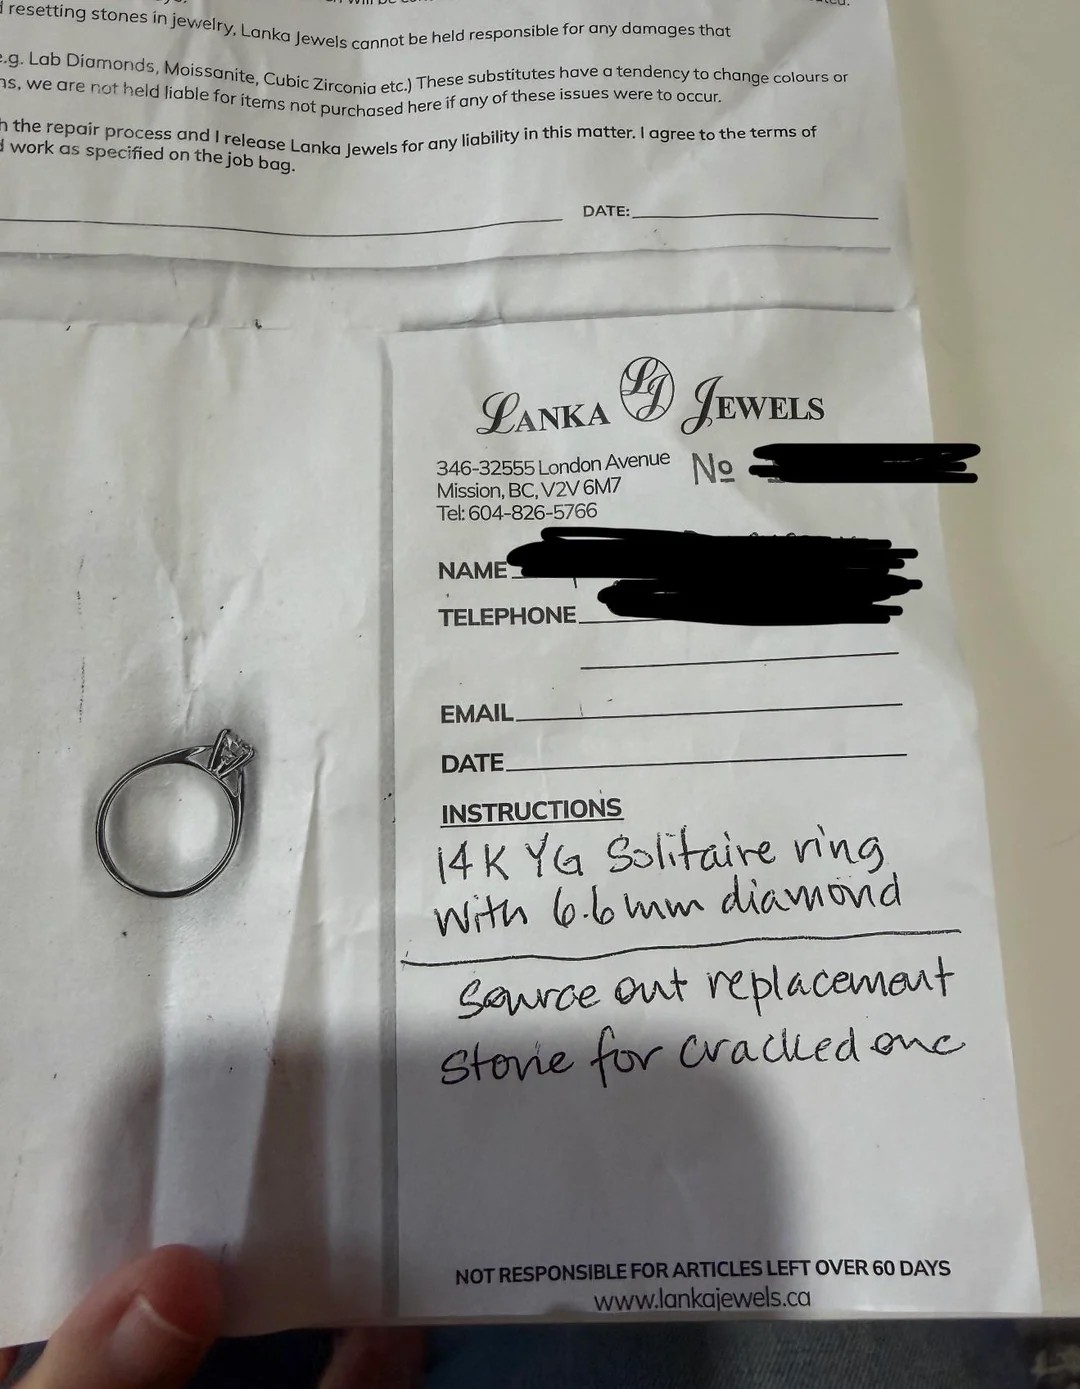 resetting stones in jewelry, Lanka Jewels cannot be held responsible for any damages that
e.g. Lab Diamonds, Moissanite, Cubic Zirconia etc.) These substitutes have a tendency to change colours or
ns, we are not held liable for items not purchased here if any of these issues were to occur.
h the repair process and I release Lanka Jewels for any liability in this matter. I agree to the terms of
d work as specified on the job bag.
DATE:
LANKA LJ JEWELS
346-32555 London Avenue
Mission, BC, V2V 6M7
Tel: 604-826-5766
No
NAME
TELEPHONE
EMAIL
DATE
INSTRUCTIONS
14K YG Solitaire ring
with 6.6mm diamond
Source out replacement
Stone for cracked one
NOT RESPONSIBLE FOR ARTICLES LEFT OVER 60 DAYS
www.lankajewels.ca